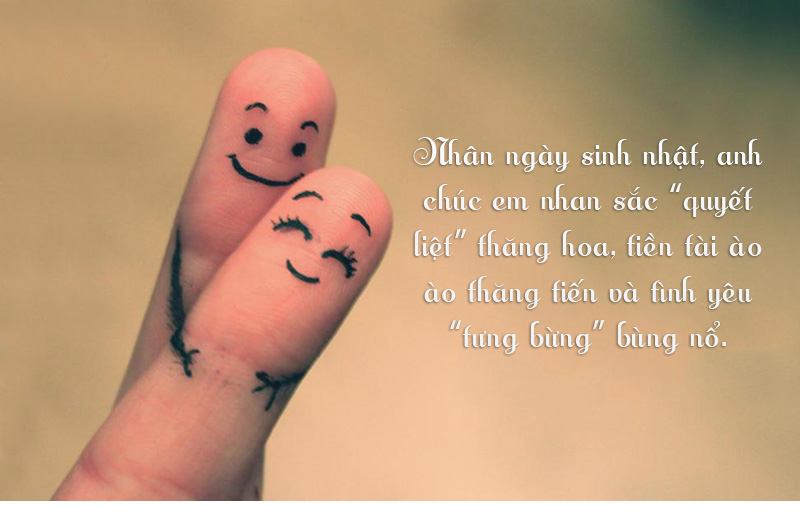 Nhân ngày sinh nhật, anh
chúc em nhan sắc “quyết
liệt” thăng hoa, tiền tài ào
ào thăng tiến và tình yêu
“tưng bừng” bùng nổ.